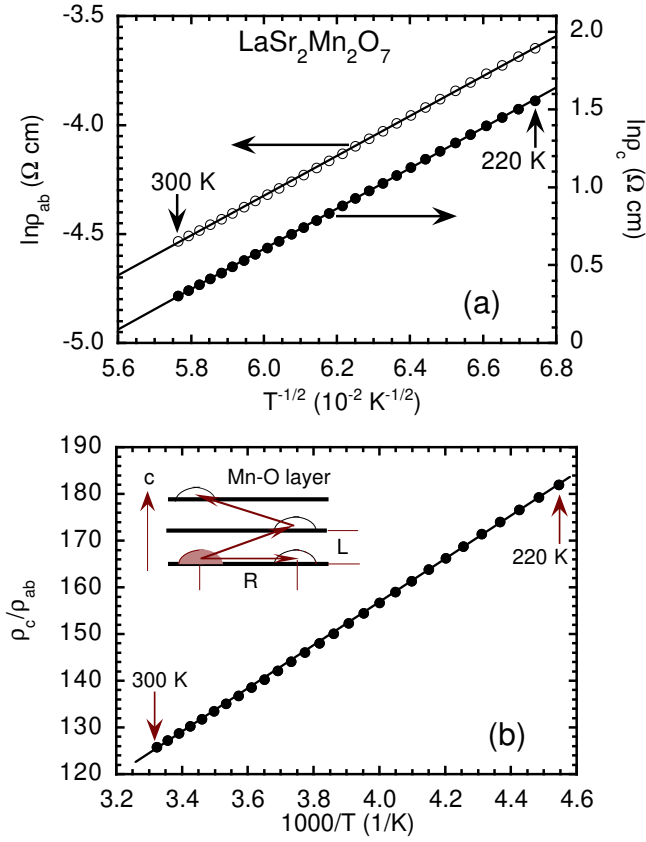 LaSr₂Mn₂O₇
-3.5
-4.0
-4.5
-5.0
lnρab (Ω cm)
2.0
1.5
1.0
0.5
0
lnρc (Ω cm)
300 K
220 K
(a)
5.6 5.8 6.0 6.2 6.4 6.6 6.8
T-1/2 (10-2 K-1/2)
190
180
170
160
150
140
130
120
ρc/ρab
c
Mn-O layer
L
R
220 K
300 K
(b)
3.2 3.4 3.6 3.8 4.0 4.2 4.4 4.6
1000/T (1/K)